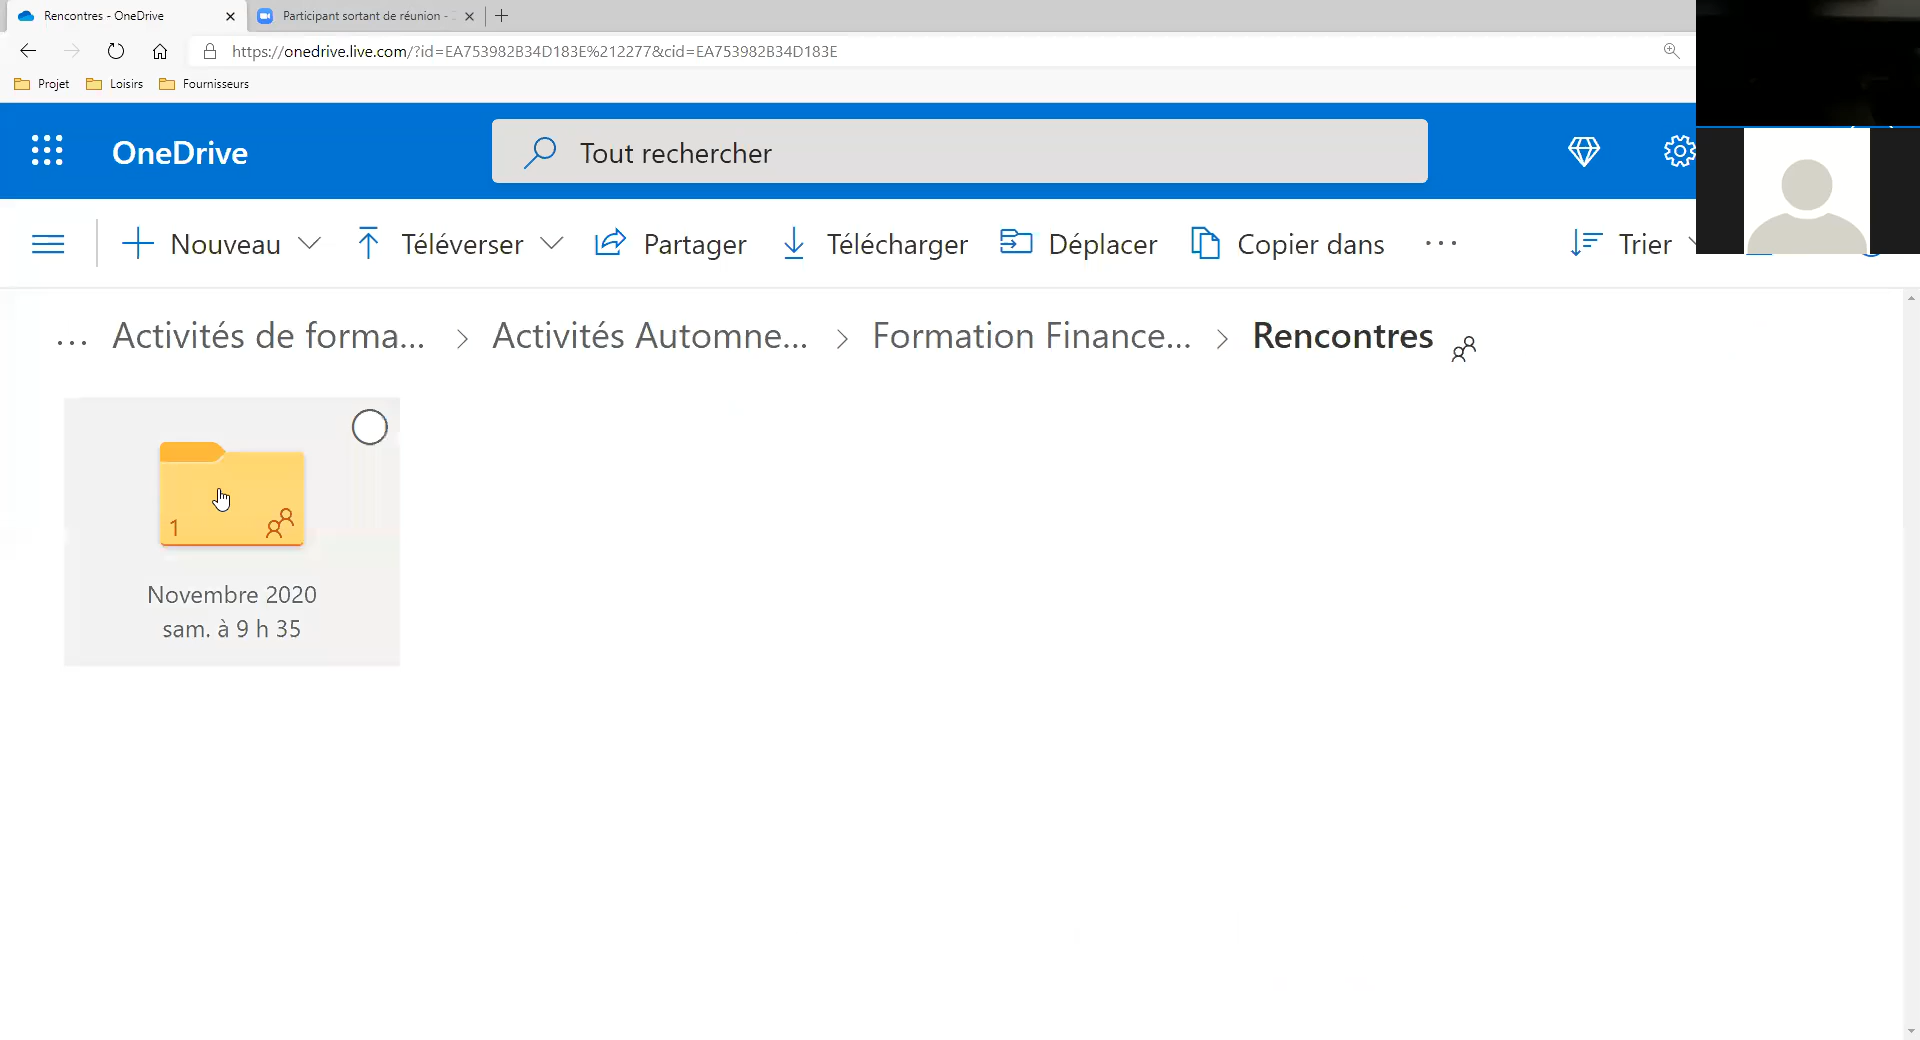 Rencontres - OneDrive
Participant sortant de réunion -
https://onedrive.live.com/?id=EA753982B34D183E%212277&cid=EA753982B34D183E
Projet Loisirs Fournisseurs
OneDrive Tout rechercher
Nouveau Téléverser Partager Télécharger Déplacer Copier dans ... Trier
... Activités de forma... > Activités Automne... > Formation Finance... > Rencontres
1
Novembre 2020
sam. à 9 h 35